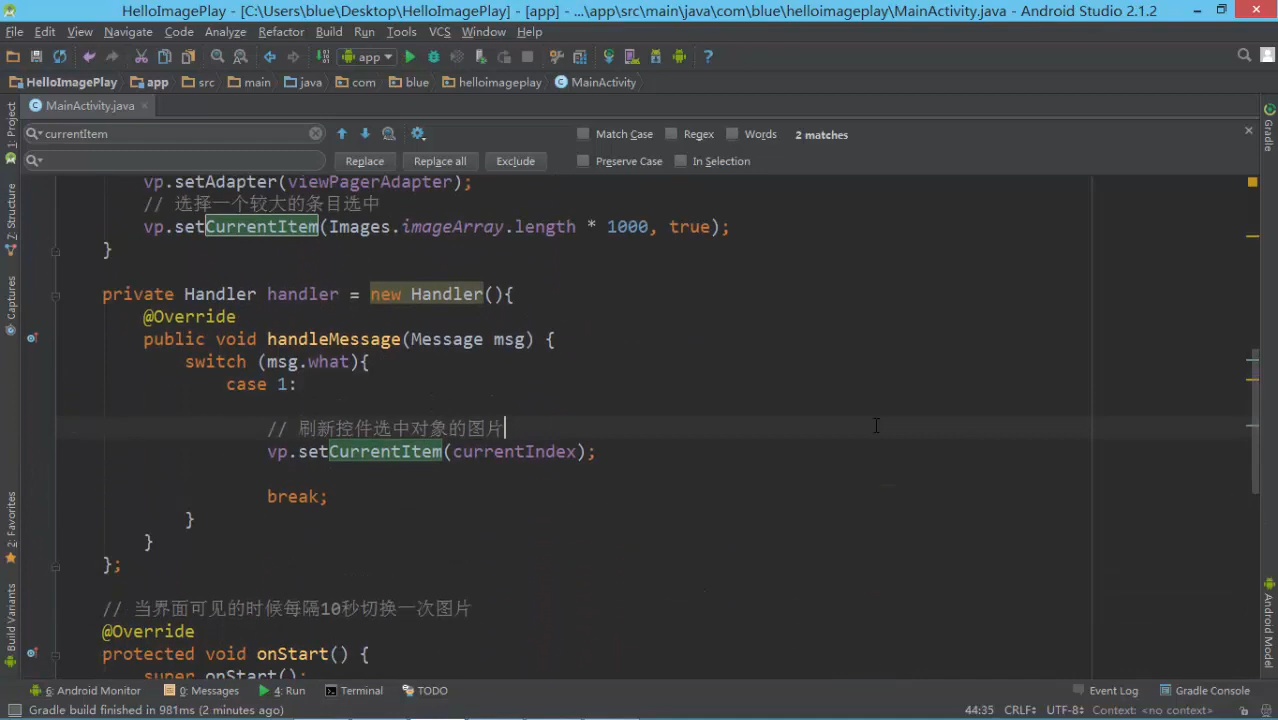 HelloImagePlay - [C:\Users\blue\Desktop\HelloImagePlay] - [app] - ...\app\src\main\java\com\blue\helloimageplay\MainActivity.java - Android Studio 2.1.2
File Edit View Navigate Code Analyze Refactor Build Run Tools VCS Window Help
app
HelloImagePlay app src main java com blue helloimageplay MainActivity
MainActivity.java
currentItem Match Case Regex Words 2 matches
Replace Replace all Exclude Preserve Case In Selection
vp.setAdapter(viewPagerAdapter);
// 选择一个较大的条目选中
vp.setCurrentItem(Images.imageArray.length * 1000, true);
}
private Handler handler = new Handler(){
@Override
public void handleMessage(Message msg) {
switch (msg.what){
case 1:
// 刷新控件选中对象的图片
vp.setCurrentItem(currentIndex);
break;
}
}
};
// 当界面可见的时候每隔10秒切换一次图片
@Override
protected void onStart() {
super.onStart();
1: Project
7: Structure
Captures
2: Favorites
Build Variants
Gradle
Android Model
6: Android Monitor 0: Messages 4: Run Terminal TODO Event Log Gradle Console
Gradle build finished in 981ms (2 minutes ago) 44:35 CRLF÷ UTF-8÷ Context: <no context>